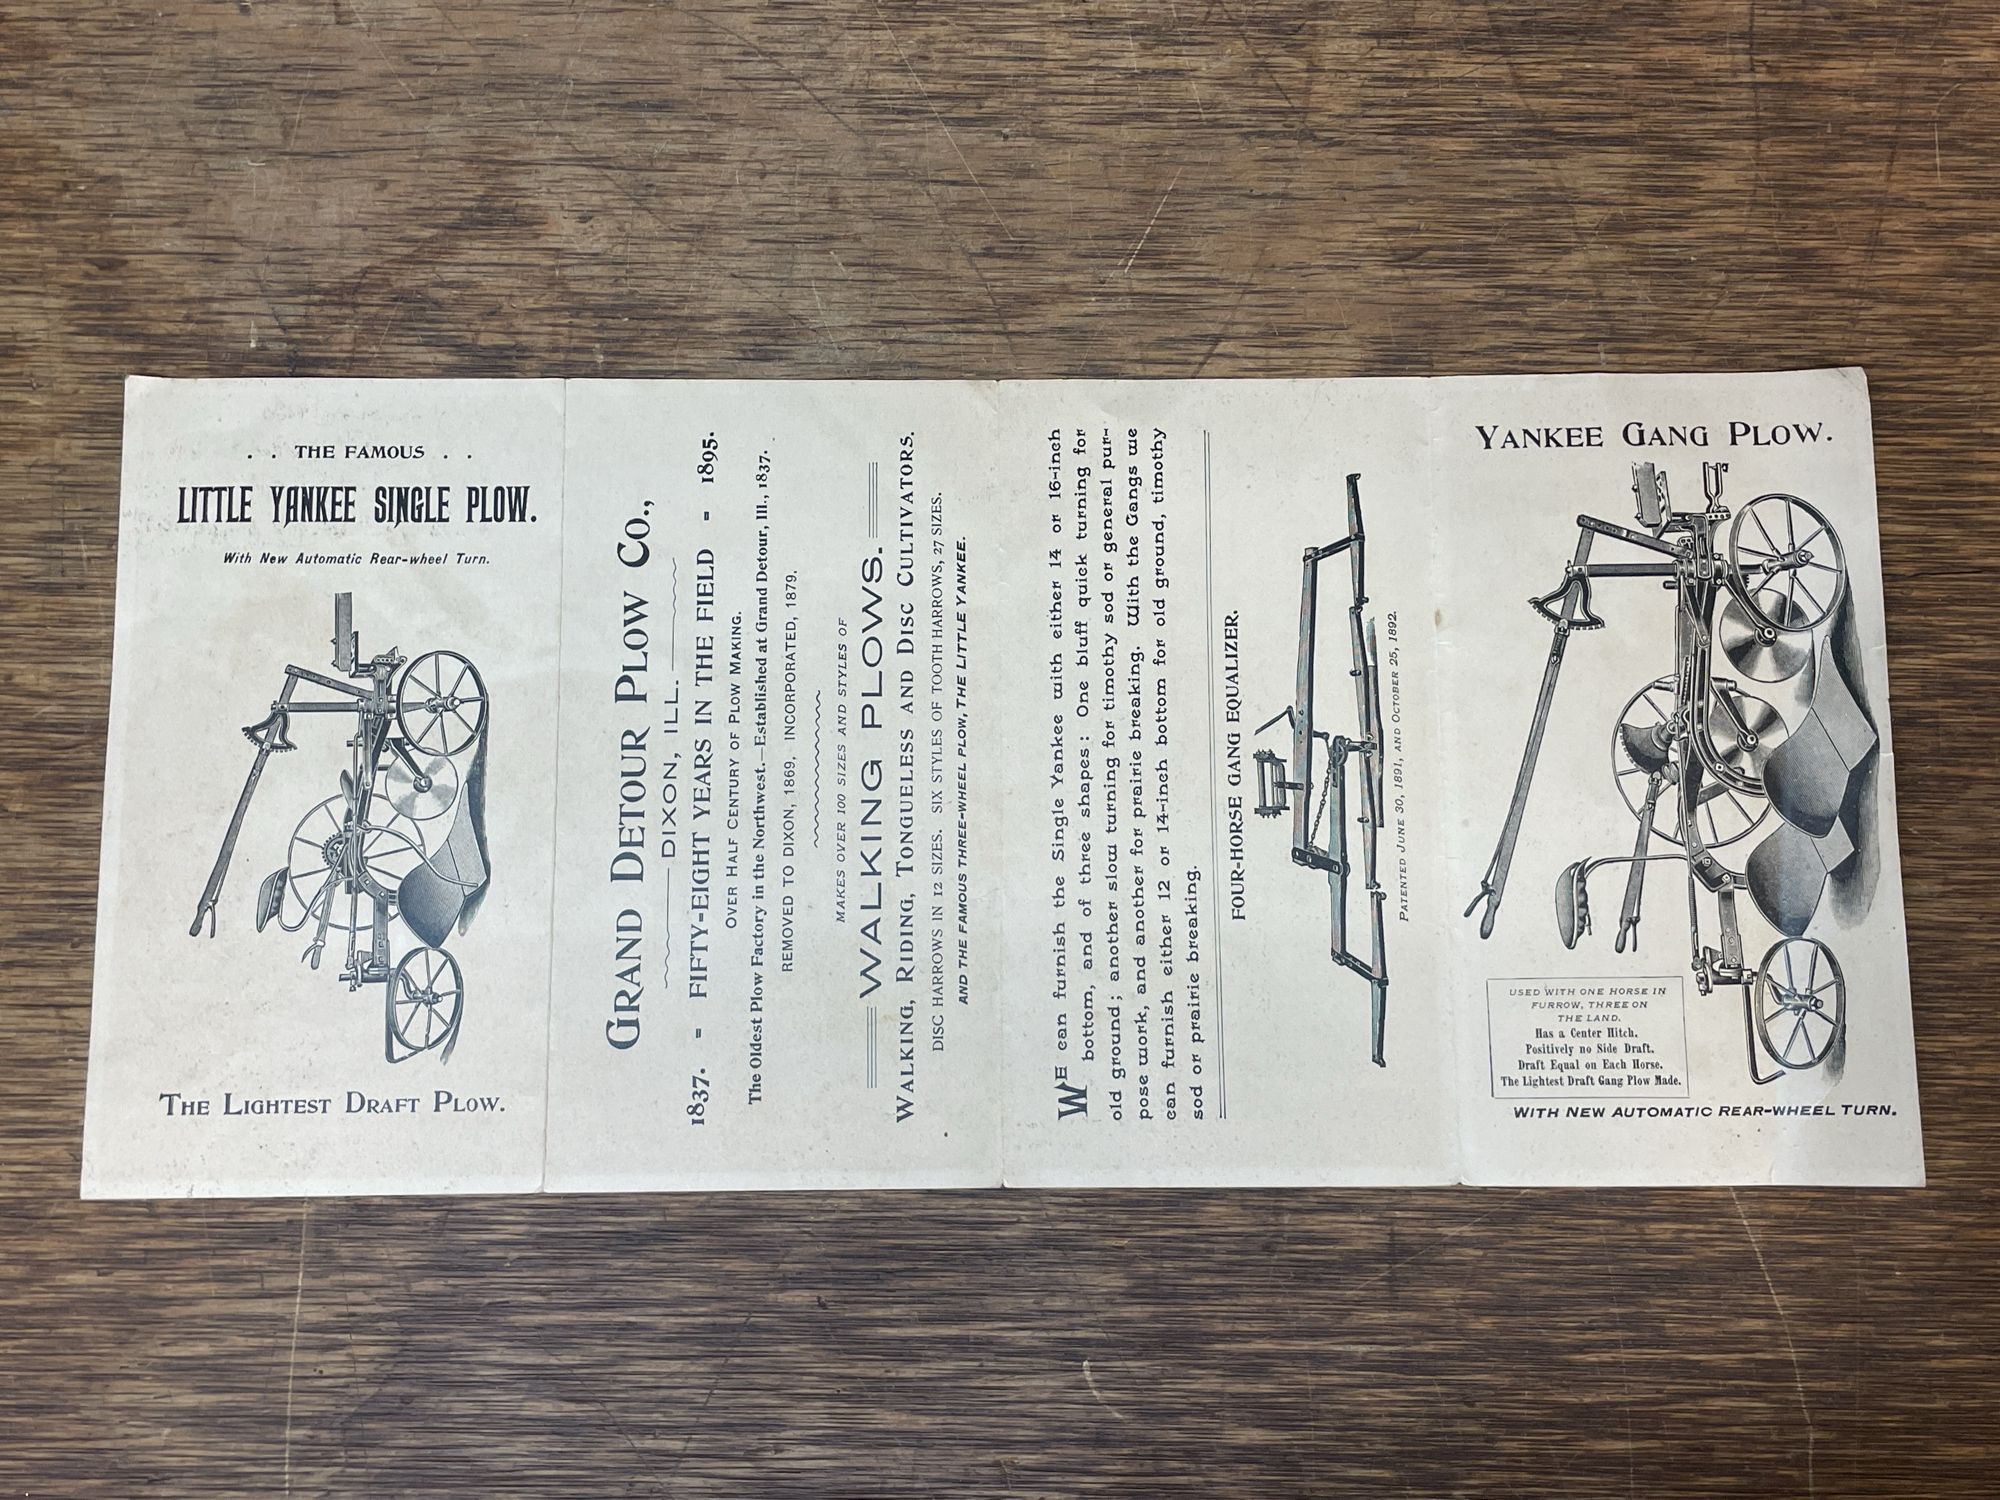 . . THE FAMOUS . .
LITTLE YANKEE SINGLE PLOW.
With New Automatic Rear-wheel Turn.
THE LIGHTEST DRAFT PLOW.
GRAND DETOUR PLOW CO.,
DIXON, ILL.
1837. = FIFTY-EIGHT YEARS IN THE FIELD = 1895.
OVER HALF CENTURY OF PLOW MAKING.
The Oldest Plow Factory in the Northwest.—Established at Grand Detour, Ill., 1837.
REMOVED TO DIXON, 1869, INCORPORATED, 1879.
MAKES OVER 100 SIZES AND STYLES OF
WALKING PLOWS.
WALKING, RIDING, TONGUELESS AND DISC CULTIVATORS.
DISC HARROWS IN 12 SIZES. SIX STYLES OF TOOTH HARROWS, 27 SIZES.
AND THE FAMOUS THREE-WHEEL PLOW, THE LITTLE YANKEE.
WE can furnish the Single Yankee with either 14 or 16-inch
bottom, and of three shapes: One bluff quick turning for
old ground; another slow turning for timothy sod or general pur-
pose work, and another for prairie breaking. With the Gangs we
can furnish either 12 or 14-inch bottom for old ground, timothy
sod or prairie breaking.
FOUR-HORSE GANG EQUALIZER.
PATENTED JUNE 30, 1891, AND OCTOBER 25, 1892.
YANKEE GANG PLOW.
USED WITH ONE HORSE IN
FURROW, THREE ON
THE LAND.
Has a Center Hitch.
Positively no Side Draft.
Draft Equal on Each Horse.
The Lightest Draft Gang Plow Made.
WITH NEW AUTOMATIC REAR-WHEEL TURN.